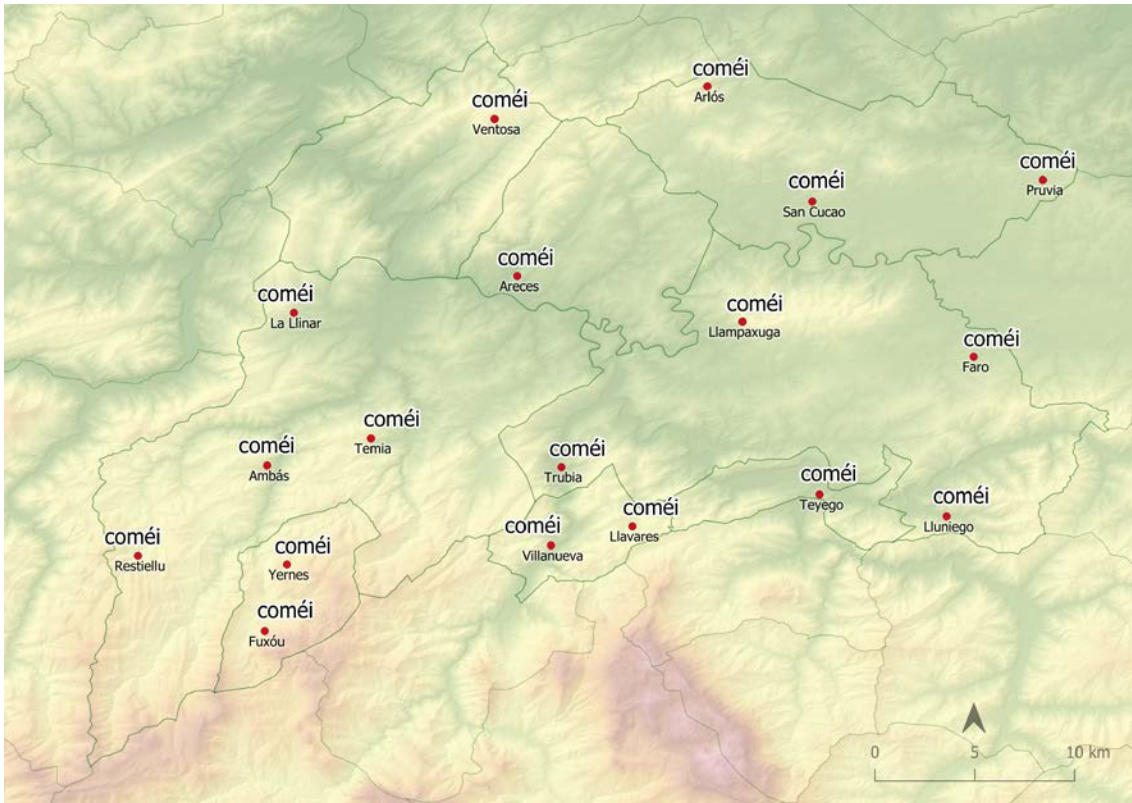 coméi
Arlós
coméi
Ventosa
coméi
Pruvia
coméi
San Cucao
coméi
Areces
coméi
La Llinar
coméi
Llampaxuga
coméi
Faro
coméi
Temia
coméi
Ambás
coméi
Trubia
coméi
Teyego
coméi
Lluniego
coméi
Llavares
coméi
Villanueva
coméi
Restiellu
coméi
Yernes
coméi
Fuxóu
0 5 10 km